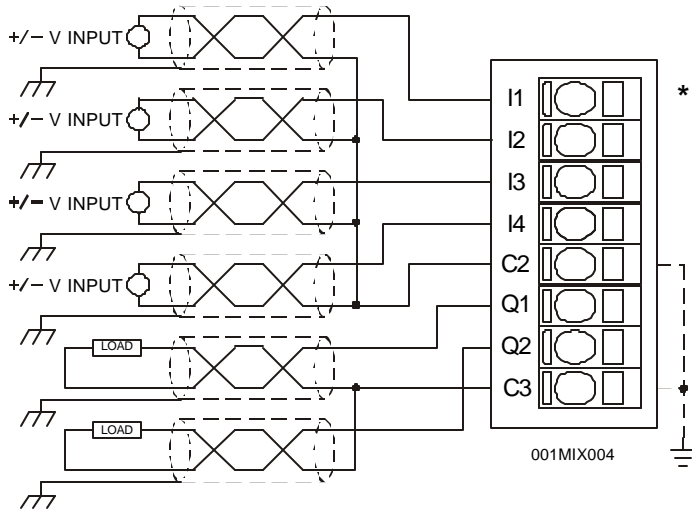 +/− V INPUT
+/− V INPUT
+/− V INPUT
+/− V INPUT
LOAD
LOAD
I1
I2
I3
I4
C2
Q1
Q2
C3
*
001MIX004